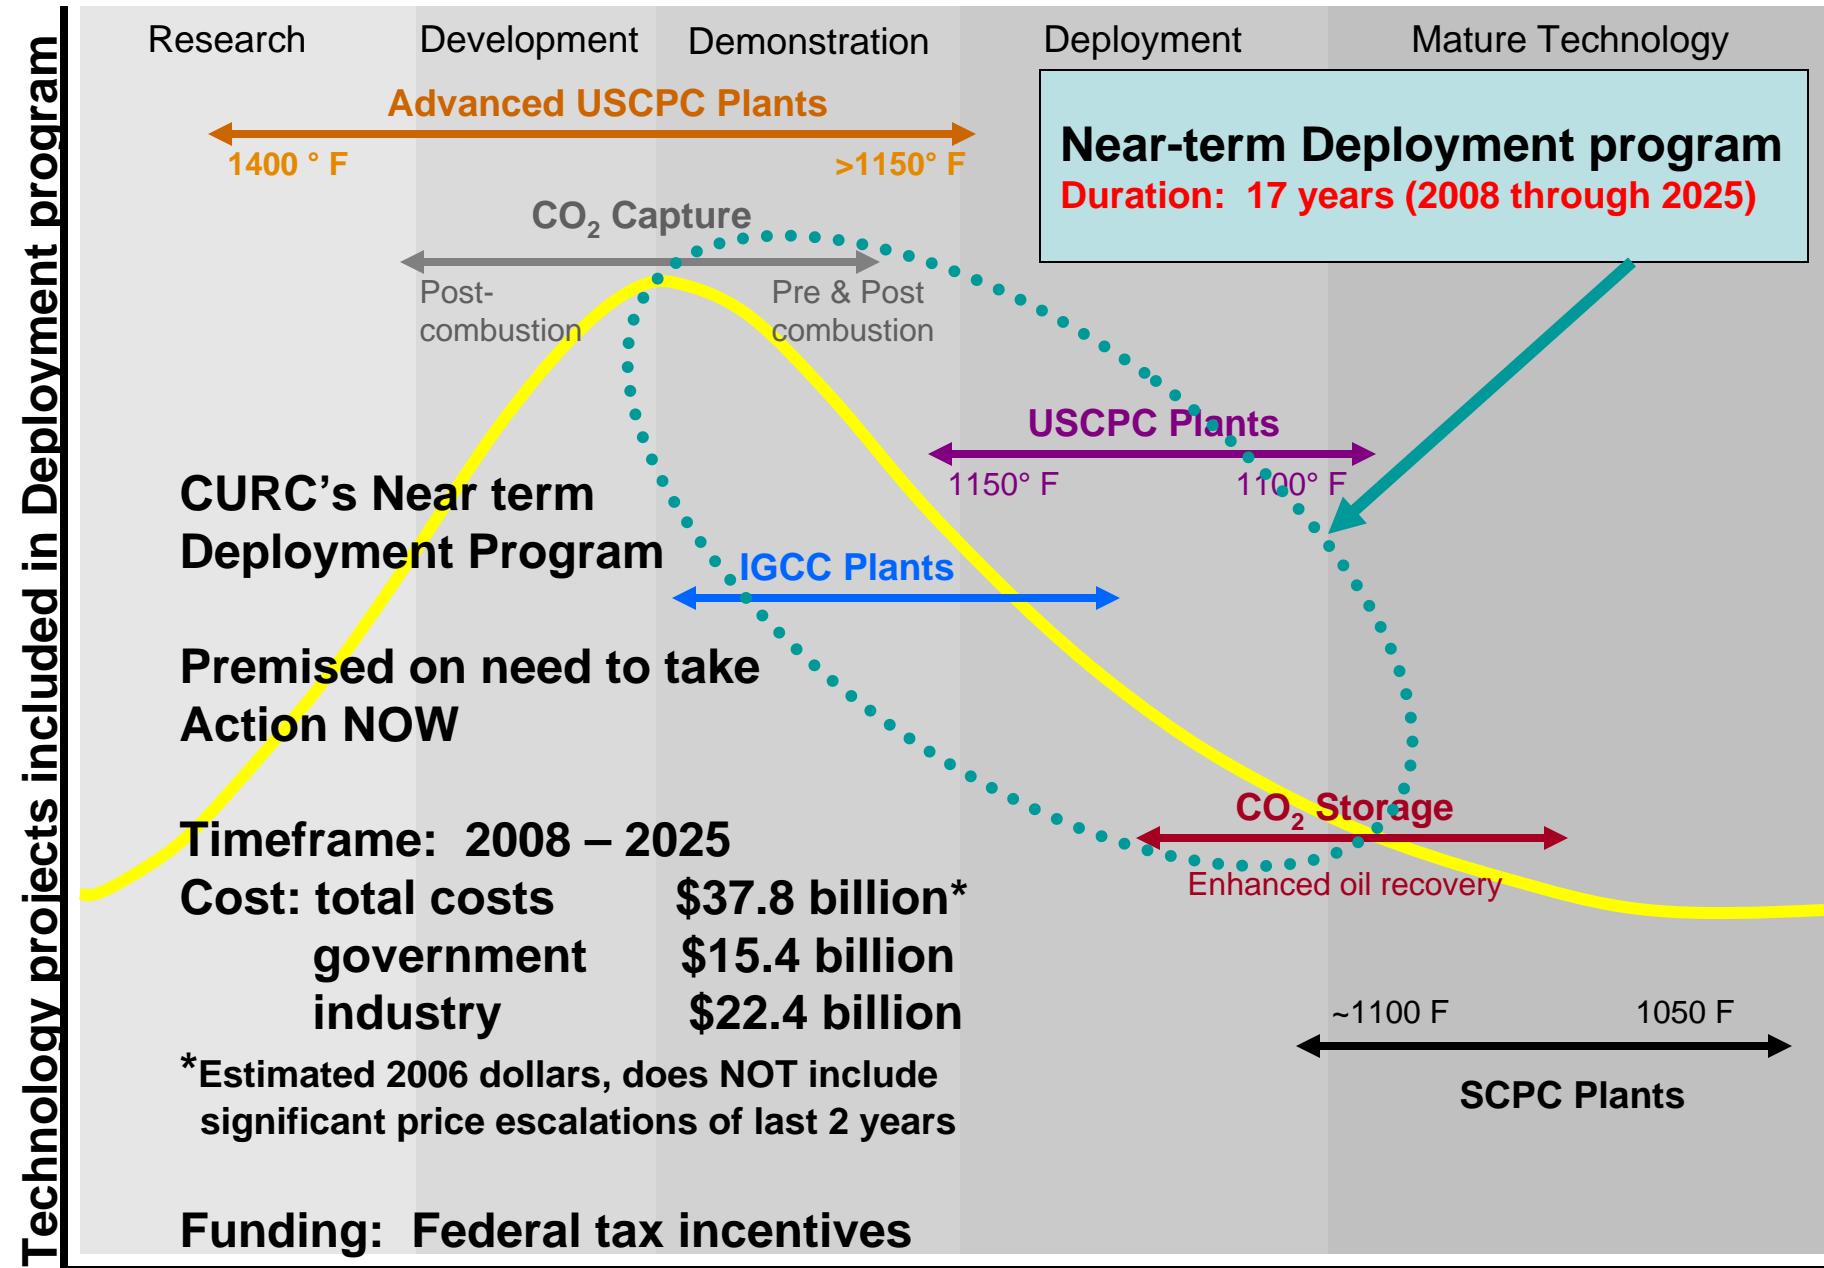 Technology projects included in Deployment program
Research
Development
Demonstration
Deployment
Mature Technology
Advanced USCPC Plants
1400 ° F
>1150° F
Near-term Deployment program
Duration:  17 years (2008 through 2025)
CO2 Capture
Post-
combustion
Pre & Post
combustion
USCPC Plants
1150° F
1100° F
CURC’s Near term
Deployment Program
IGCC Plants
Premised on need to take
Action NOW
CO2 Storage
Enhanced oil recovery
Timeframe:  2008 – 2025
Cost: total costs $37.8 billion*
government $15.4 billion
industry $22.4 billion
*Estimated 2006 dollars, does NOT include
significant price escalations of last 2 years
Funding:  Federal tax incentives
~1100 F
1050 F
SCPC Plants